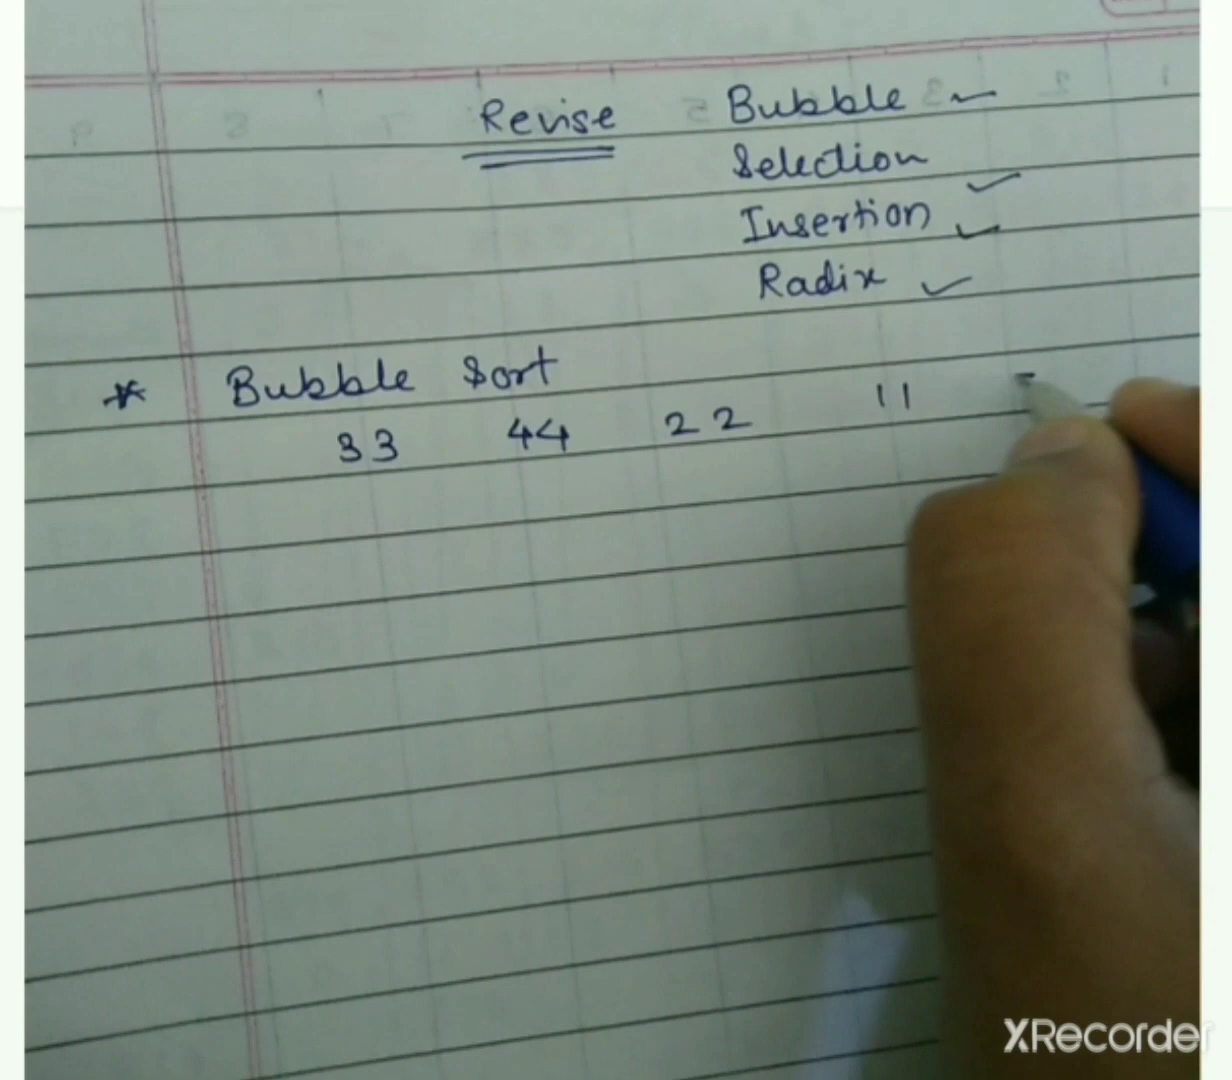 Revise Bubble ✓
Selection ✓
Insertion ✓
Radix ✓
* Bubble Sort
33 44 22 11
XRecorder